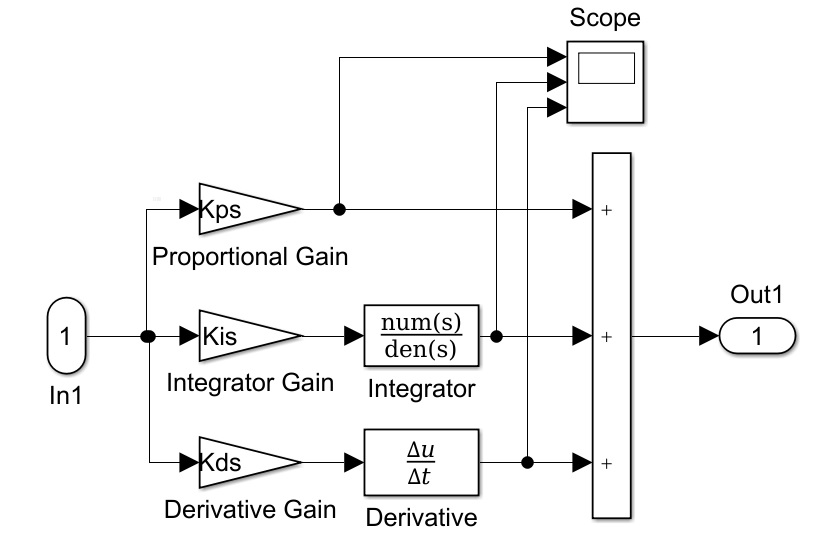 Scope
Kps
+
Proportional Gain
Out1
1
Kis
num(s)
den(s)
+
1
In1
Integrator Gain
Integrator
Kds
Δu
Δt
+
Derivative Gain
Derivative